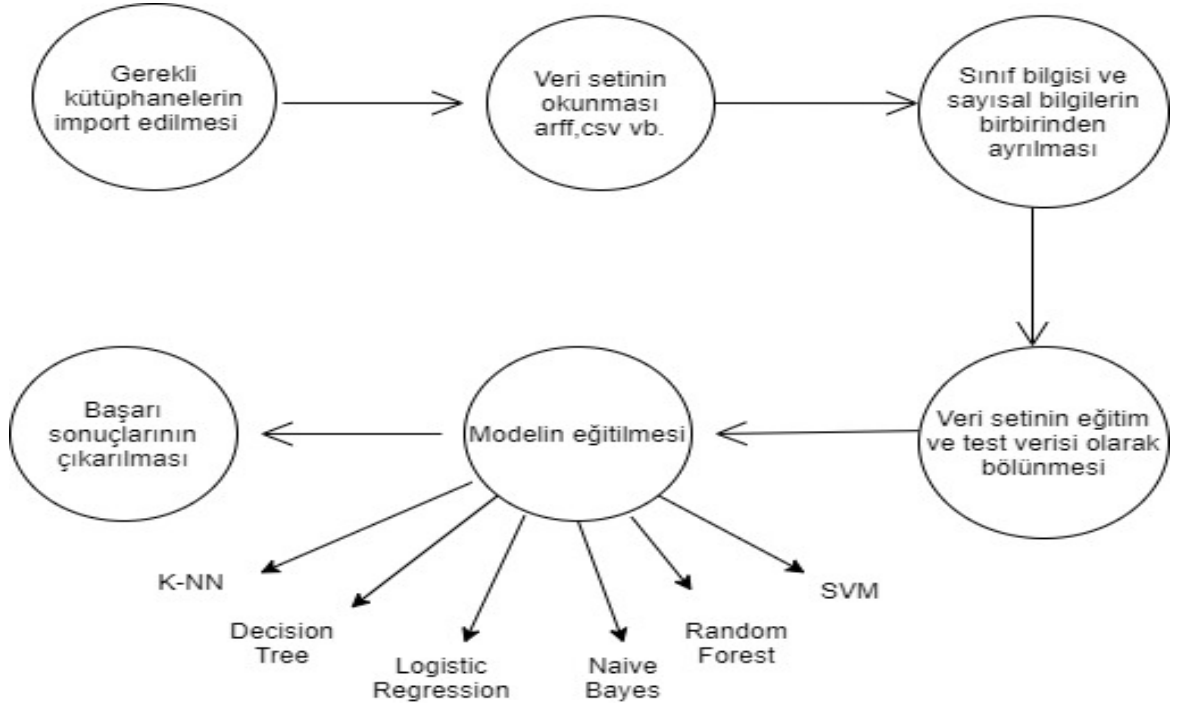 Gerekli
kütüphanelerin
import edilmesi
Veri setinin
okunması
arff,csv vb.
Sınıf bilgisi ve
sayısal bilgilerin
birbirinden
ayrılması
Veri setinin eğitim
ve test verisi olarak
bölünmesi
Modelin eğitilmesi
Başarı
sonuçlarının
çıkarılması
K-NN
Decision
Tree
Logistic
Regression
Naive
Bayes
Random
Forest
SVM